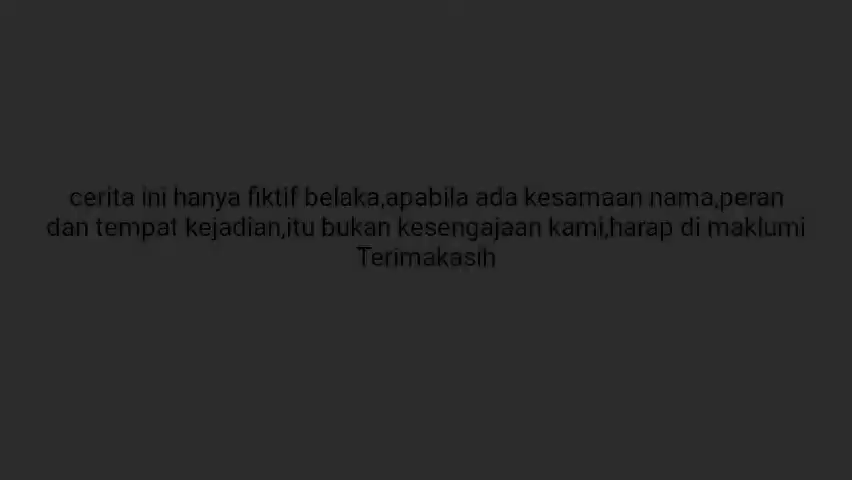 cerita ini hanya fiktif belaka,apabila ada kesamaan nama,peran
dan tempat kejadian,itu bukan kesengajaan kami,harap di maklumi
Terimakasih